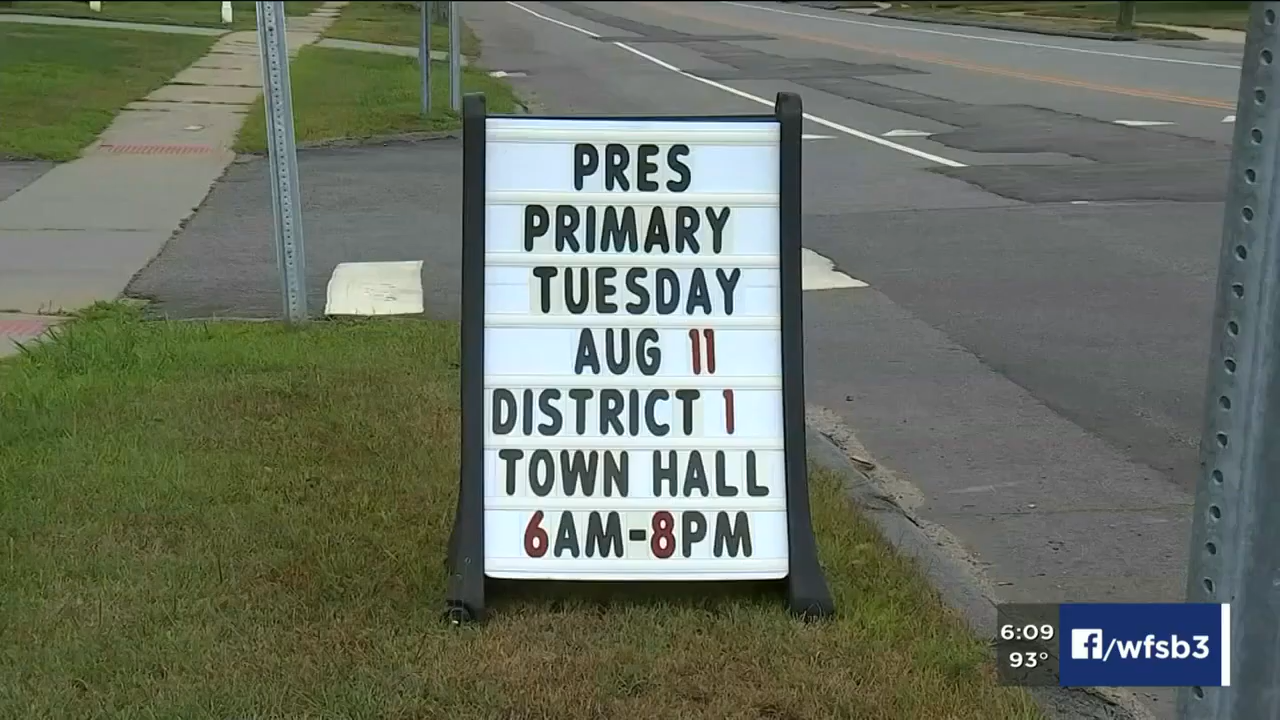 PRES
PRIMARY
TUESDAY
AUG 11
DISTRICT 1
TOWN HALL
6AM-8PM
6:09
93°
f/wfsb3